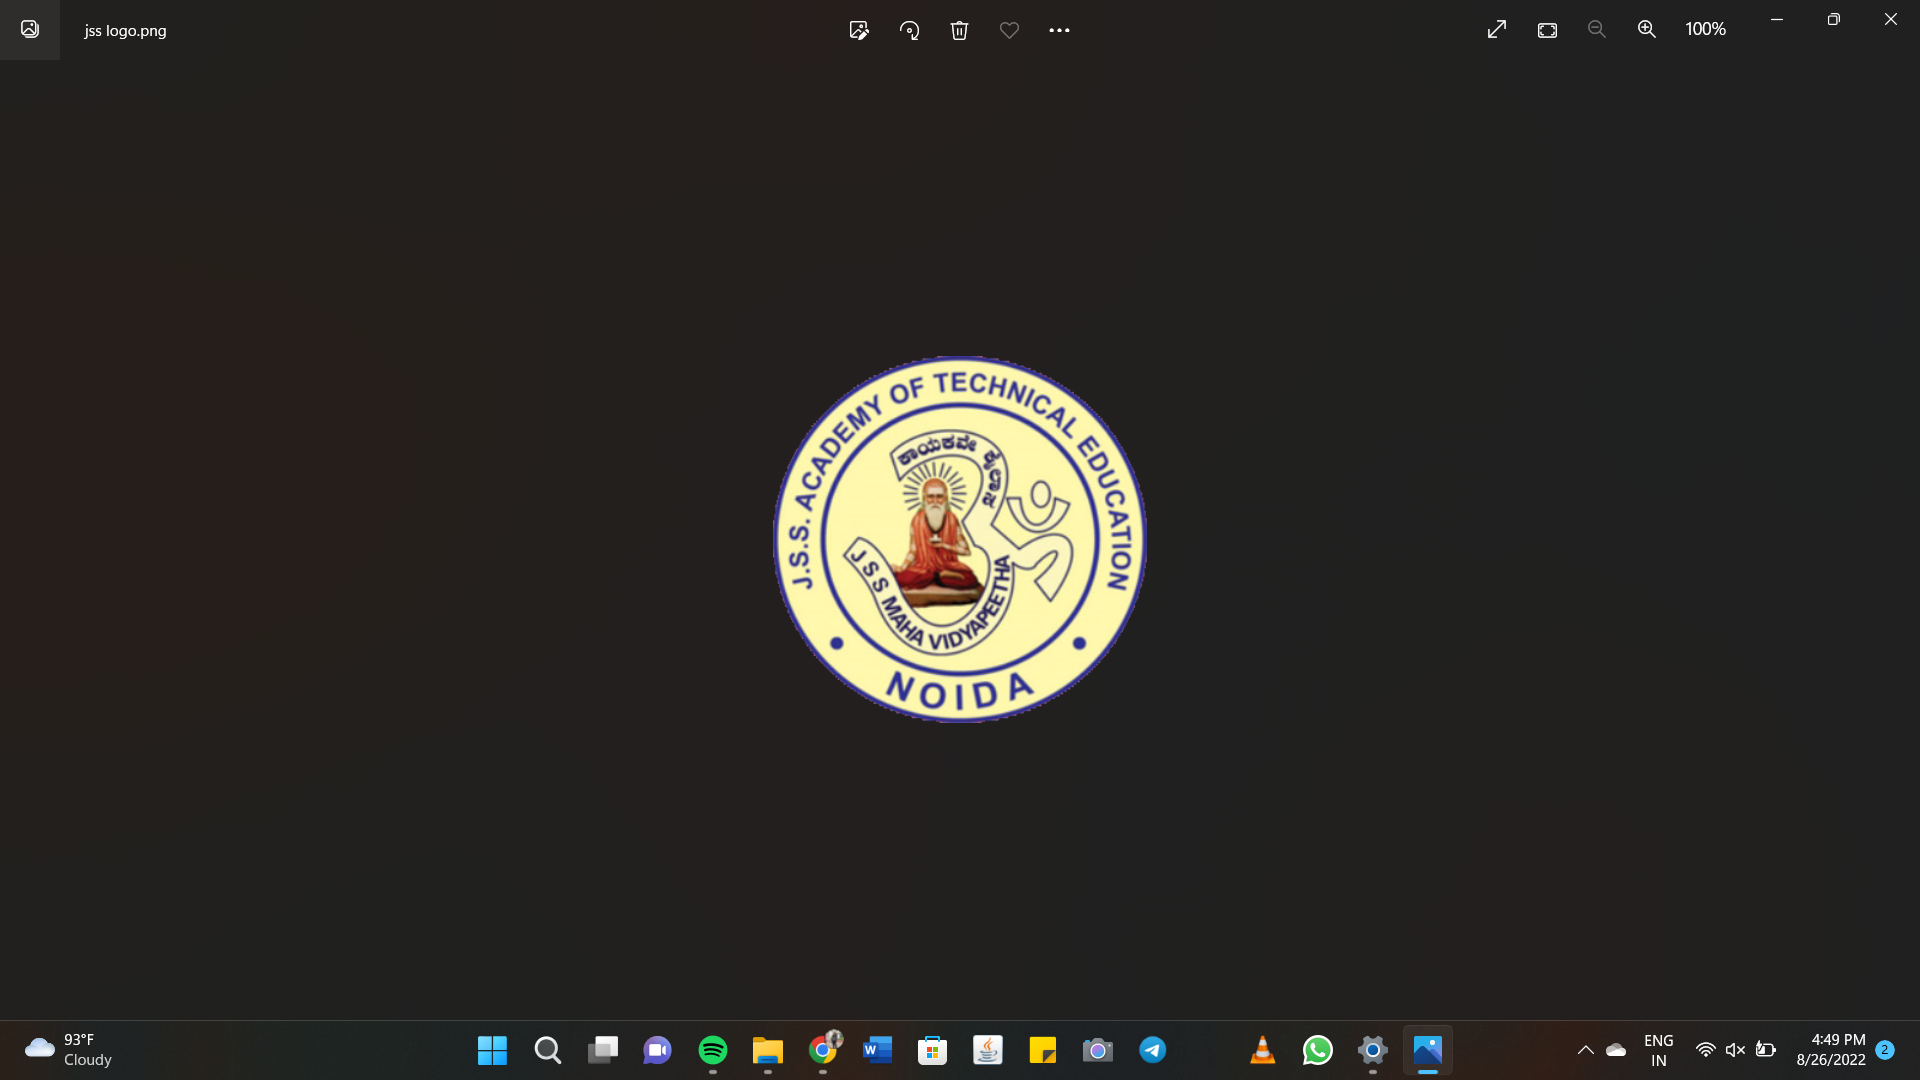 jss logo.png
100%
J.S.S. ACADEMY OF TECHNICAL EDUCATION
ಕಾಯಕವೇ ಕೈಲಾಸ
J S S MAHA VIDYAPEETHA
NOIDA
93°F
Cloudy
W
ENG
IN
4:49 PM
8/26/2022
2